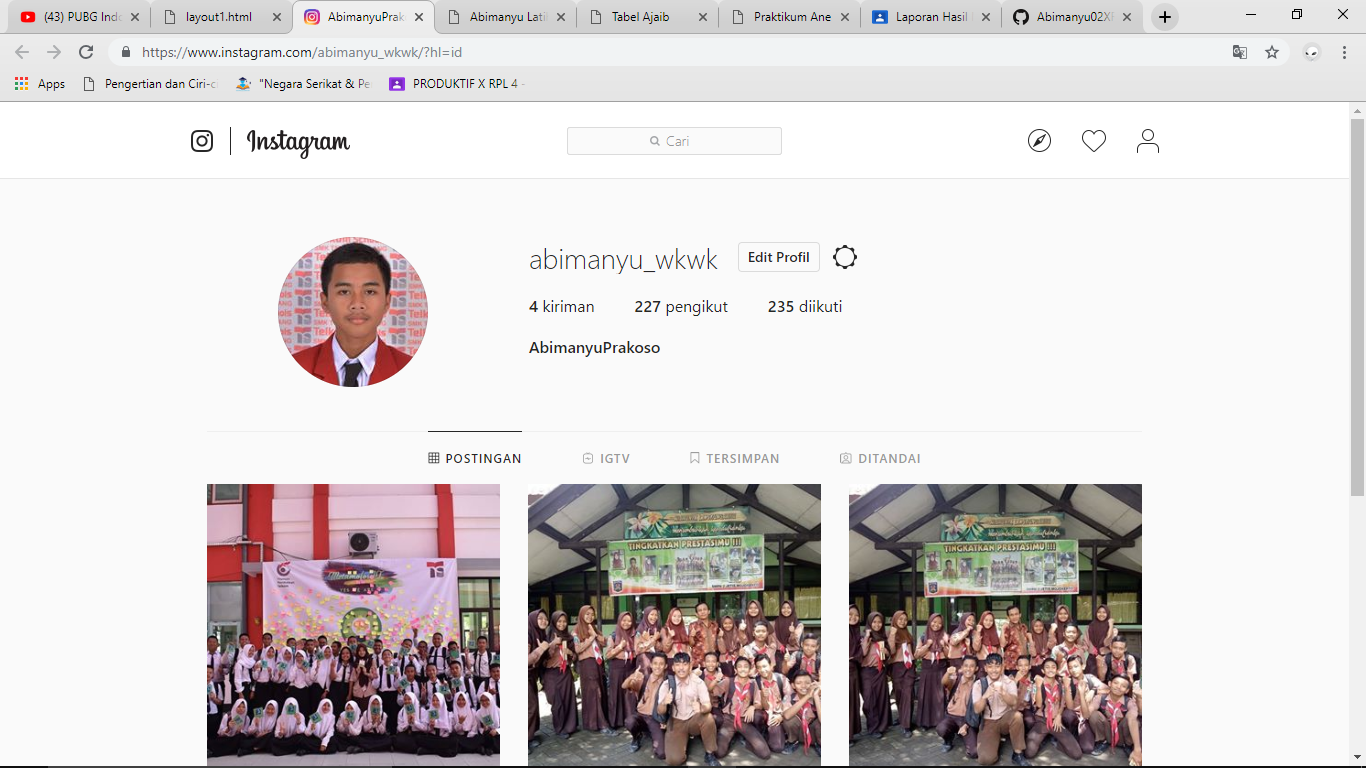 (43) PUBG Indo
layout1.html
AbimanyuPrak
Abimanyu Lati
Tabel Ajaib
Praktikum Ane
Laporan Hasil
Abimanyu02X
https://www.instagram.com/abimanyu_wkwk/?hl=id
Apps
Pengertian dan Ciri-c
"Negara Serikat & Pe
PRODUKTIF X RPL 4 -
Instagram
Cari
abimanyu_wkwk
Edit Profil
4 kiriman
227 pengikut
235 diikuti
AbimanyuPrakoso
POSTINGAN
IGTV
TERSIMPAN
DITANDAI
TINGKATKAN PRESTASIMU !!!
TINGKATKAN PRESTASIMU !!!